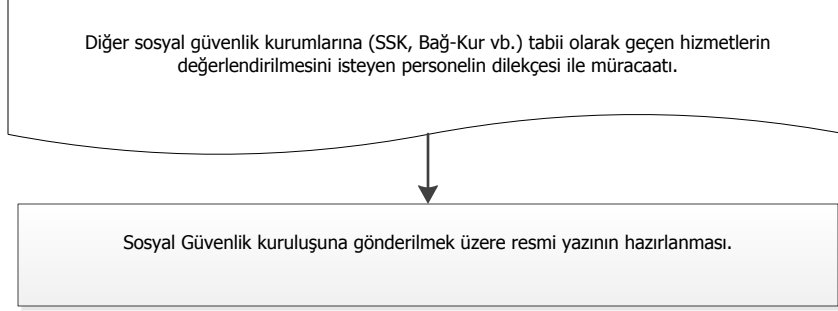 Diğer sosyal güvenlik kurumlarına (SSK, Bağ-Kur vb.) tabii olarak geçen hizmetlerin
değerlendirilmesini isteyen personelin dilekçesi ile müracaatı.
Sosyal Güvenlik kuruluşuna gönderilmek üzere resmi yazının hazırlanması.